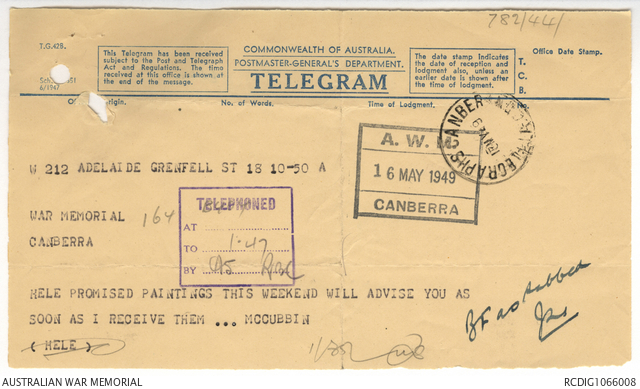 782/44/
T.G.42B.
Sch
6/1947
This Telegram has been received
subject to the Post and Telegraph
Act and Regulations. The time
received at this office is shown at
the end of the message.
COMMONWEALTH OF AUSTRALIA.
POSTMASTER-GENERAL'S DEPARTMENT.
TELEGRAM
The date stamp indicates
the date of reception and
lodgment also, unless an
earlier date is shown after
the time of lodgment.
Office Date Stamp.
T.
C.
B.
Origin.
No. of Words.
Time of Lodgment.
TELEGRAPHS CANBERRA
A. W. M.
16 MAY 1949
CANBERRA
W 212 ADELAIDE GRENFELL ST 18 10-50 A
WAR MEMORIAL
CANBERRA
164
TELEPHONED
AT
TO 1.47
BY
HELE PROMISED PAINTINGS THIS WEEKEND WILL ADVISE YOU AS
SOON AS I RECEIVE THEM ... MCCUBBIN
(HELE)
AUSTRALIAN WAR MEMORIAL
RCDIG1066008